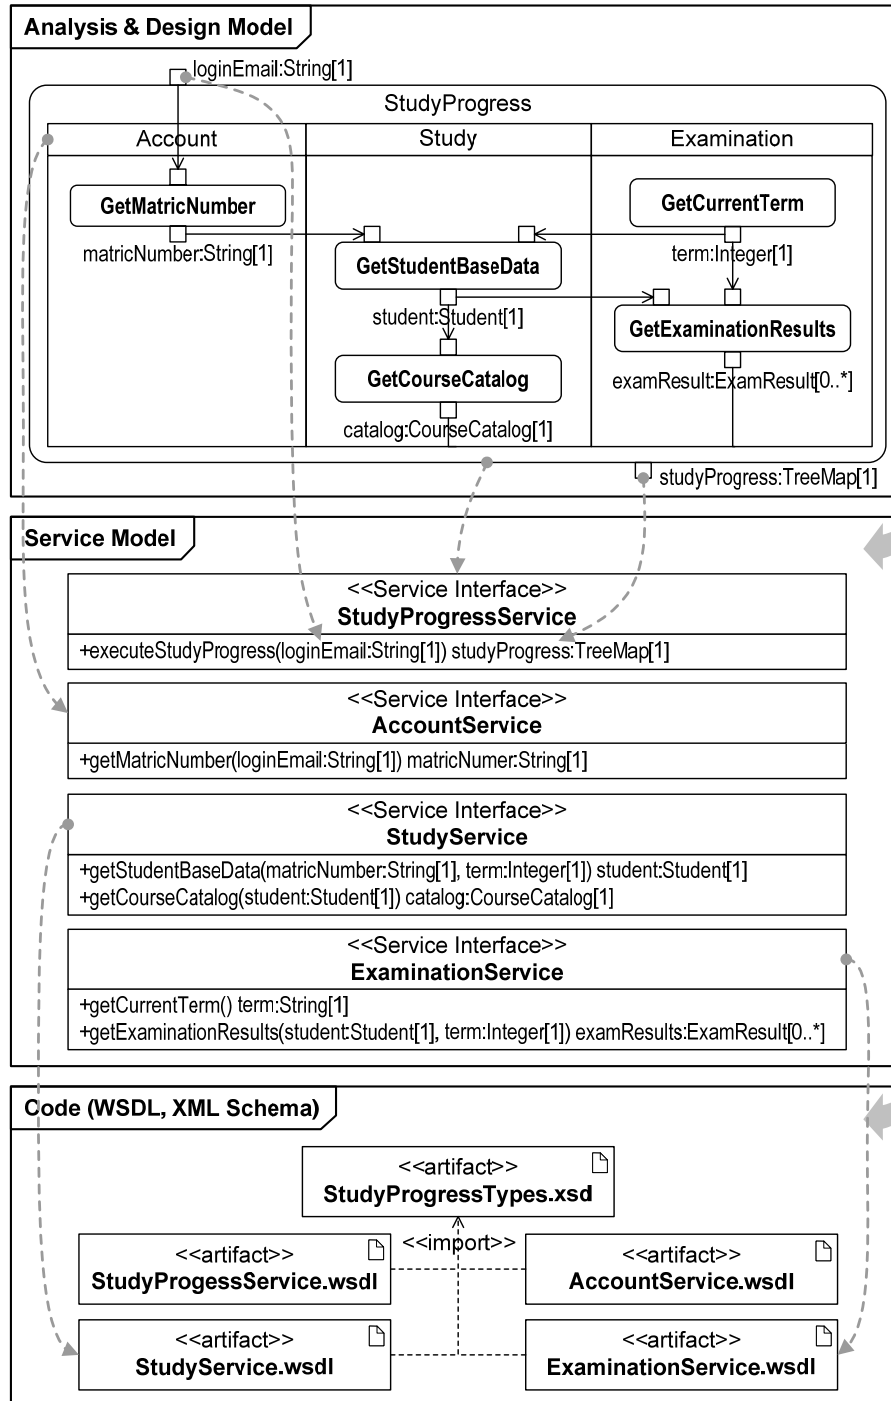 Analysis & Design Model
loginEmail:String[1]
StudyProgress
Account
Study
Examination
GetMatricNumber
GetCurrentTerm
matricNumber:String[1]
GetStudentBaseData
term:Integer[1]
student:Student[1]
GetExaminationResults
GetCourseCatalog
examResult:ExamResult[0..*]
catalog:CourseCatalog[1]
studyProgress:TreeMap[1]
Service Model
<<Service Interface>>
StudyProgressService
+executeStudyProgress(loginEmail:String[1]) studyProgress:TreeMap[1]
<<Service Interface>>
AccountService
+getMatricNumber(loginEmail:String[1]) matricNumer:String[1]
<<Service Interface>>
StudyService
+getStudentBaseData(matricNumber:String[1], term:Integer[1]) student:Student[1]
+getCourseCatalog(student:Student[1]) catalog:CourseCatalog[1]
<<Service Interface>>
ExaminationService
+getCurrentTerm() term:String[1]
+getExaminationResults(student:Student[1], term:Integer[1]) examResults:ExamResult[0..*]
Code (WSDL, XML Schema)
<<artifact>>
StudyProgressTypes.xsd
<<import>>
<<artifact>>
StudyProgessService.wsdl
<<artifact>>
AccountService.wsdl
<<artifact>>
StudyService.wsdl
<<artifact>>
ExaminationService.wsdl